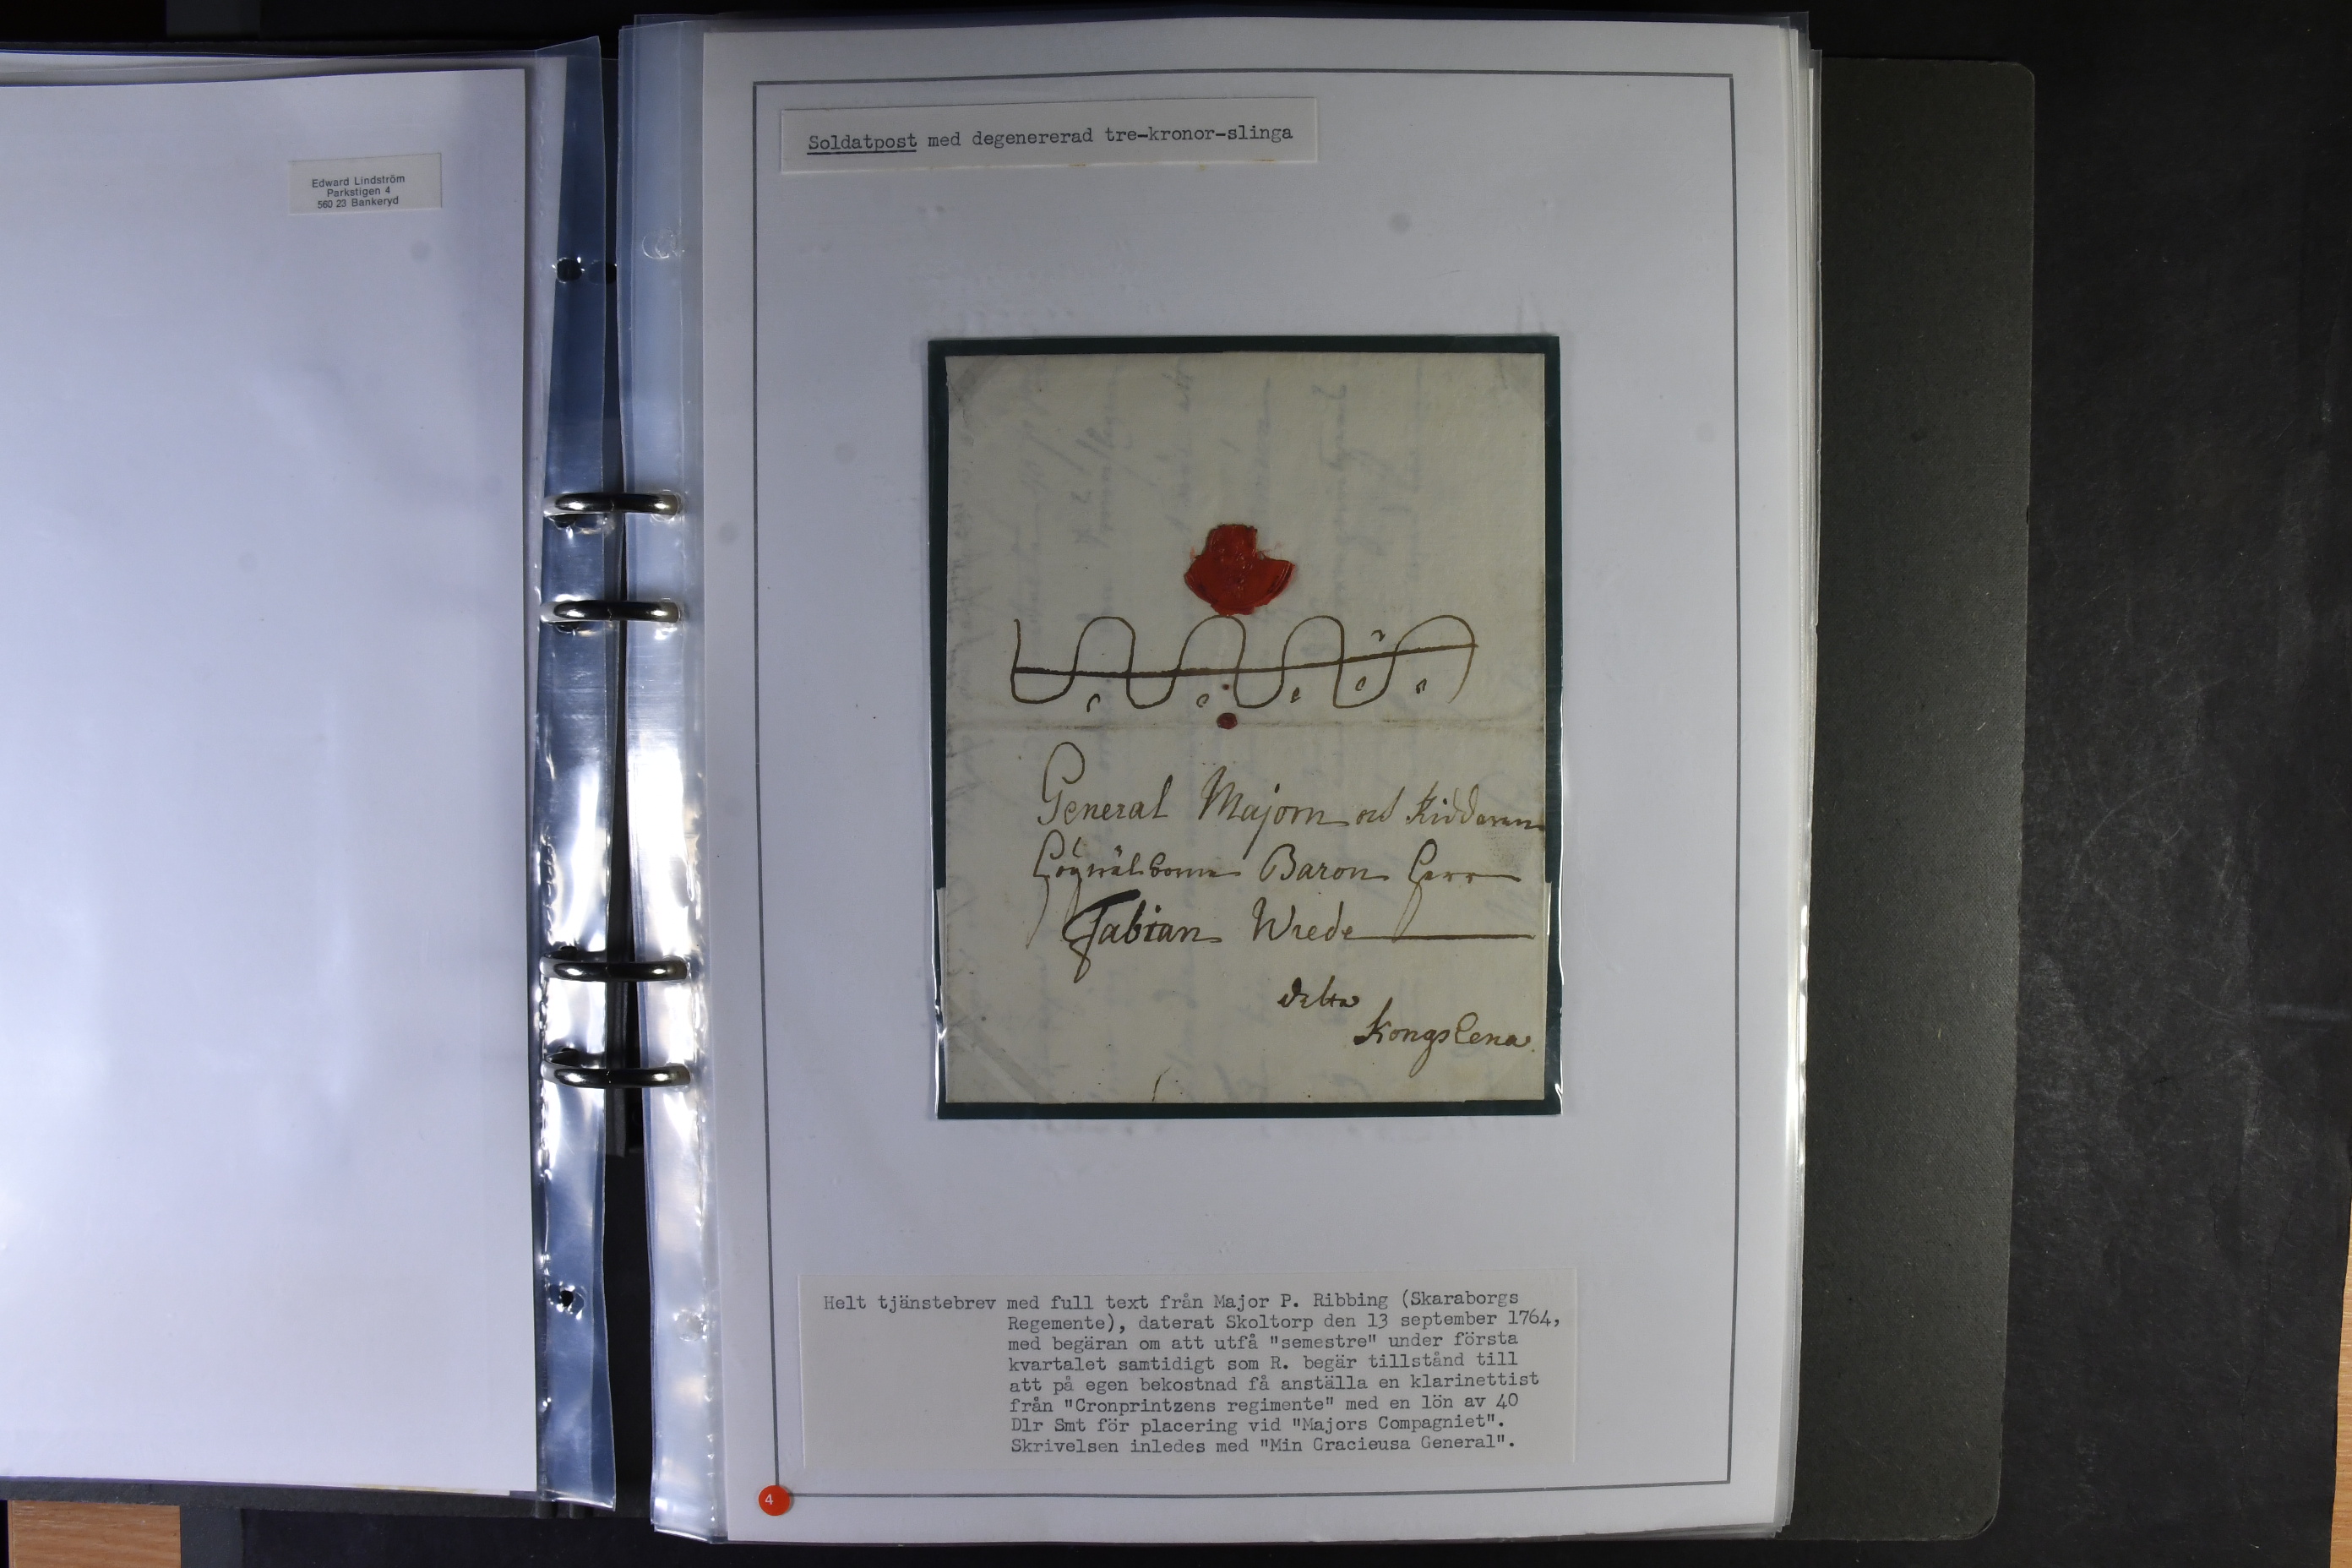 Edward Lindström
Parkstigen 4
560 23 Bankeryd
Soldatpost med degenererad tre-kronor-slinga
General Majorn och Riddaren
Högwälborne Baron Herr
Fabian Wrede
Kongslena.
Helt tjänstebrev med full text från Major P. Ribbing (Skaraborgs
Regemente), daterat Skoltorp den 13 september 1764,
med begäran om att utfå "semestre" under första
kvartalet samtidigt som R. begär tillstånd till
att på egen bekostnad få anställa en klarinettist
från "Cronprintzens regimente" med en lön av 40
Dlr Smt för placering vid "Majors Compagniet".
Skrivelsen inledes med "Min Gracieusa General".
4